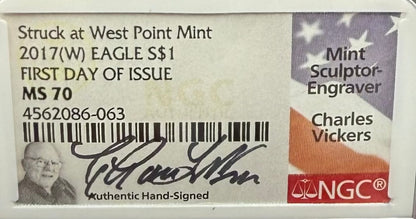 Struck at West Point Mint
2017(W) EAGLE S$1
FIRST DAY OF ISSUE
MS 70
4562086-063
Authentic Hand-Signed
Mint
Sculptor-
Engraver
Charles
Vickers
NGC®
NGC